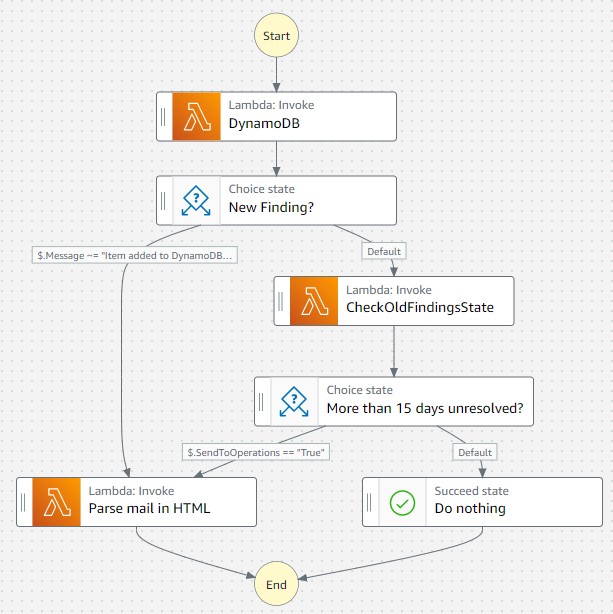 Start
Lambda: Invoke
DynamoDB
Choice state
New Finding?
$.Message ~= "Item added to DynamoDB...
Default
Lambda: Invoke
CheckOldFindingsState
Choice state
More than 15 days unresolved?
$.SendToOperations == "True"
Default
Lambda: Invoke
Parse mail in HTML
Succeed state
Do nothing
End